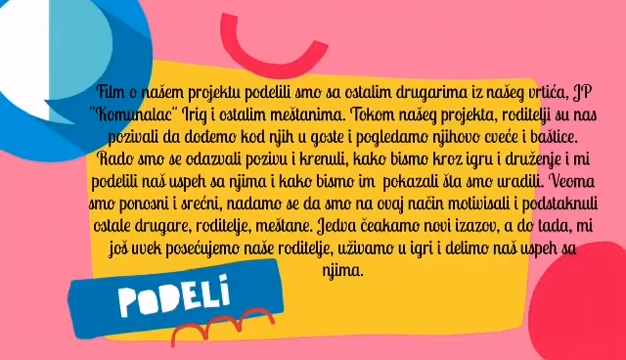 Film o našem projektu podelili smo sa ostalim drugarima iz našeg vrtića, JP
"Komunalac" Irig i ostalim meštanima. Tokom našeg projekta, roditelji su nas
pozivali da dođemo kod njih u goste i pogledamo njihovo cveće i baštice.
Rado smo se odazvali pozivu i krenuli, kako bismo kroz igru i druženje i mi
podelili naš uspeh sa njima i kako bismo im pokazali šta smo uradili. Veoma
smo ponosni i srećni, nadamo se da smo na ovaj način motivisali i podstaknuli
ostale drugare, roditelje, meštane. Jedva čeakamo novi izazov, a do tada, mi
još uvek posećujemo naše roditelje, uživamo u igri i delimo naš uspeh sa
njima.
PODELI